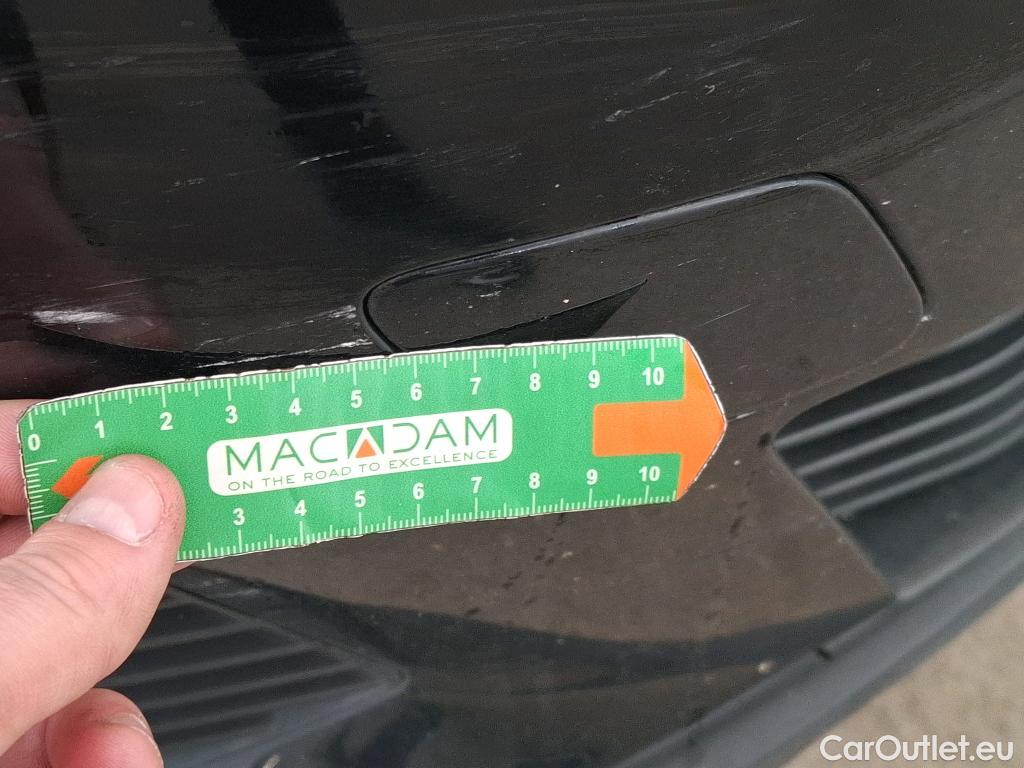 0 1 2 3 4 5 6 7 8 9 10
MACADAM
ON THE ROAD TO EXCELLENCE
3 4 5 6 7 8 9 10
CarOutlet.eu